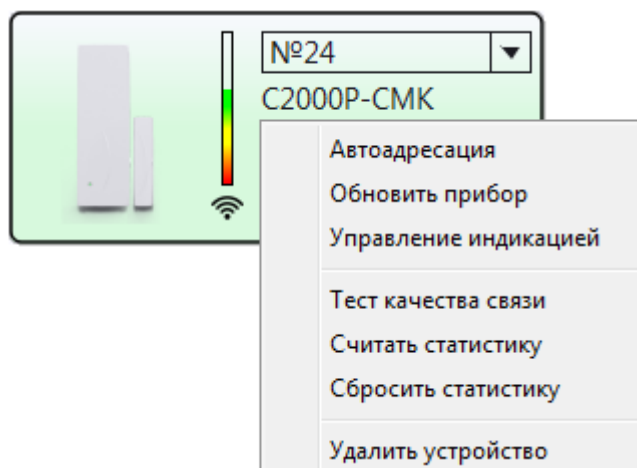 №24
С2000Р-СМК
Автоадресация
Обновить прибор
Управление индикацией
Тест качества связи
Считать статистику
Сбросить статистику
Удалить устройство